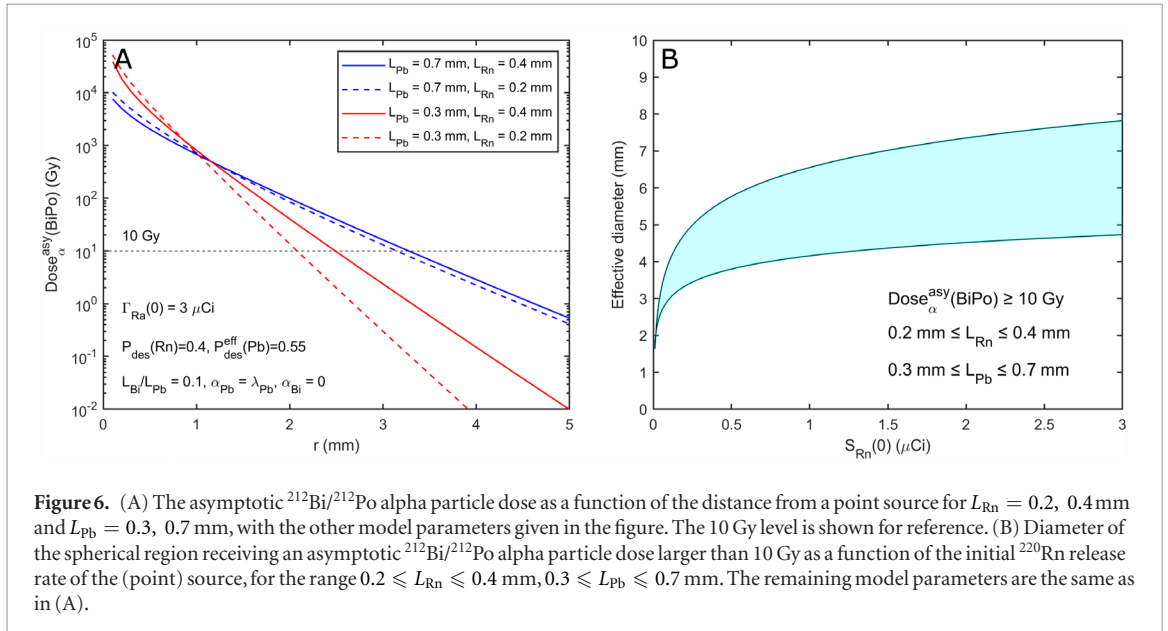 A
10^5
10^4
10^3
10^2
10^1
10^0
10^-1
10^-2
Dose_α^asy(BiPo) (Gy)
L_Pb = 0.7 mm, L_Rn = 0.4 mm
L_Pb = 0.7 mm, L_Rn = 0.2 mm
L_Pb = 0.3 mm, L_Rn = 0.4 mm
L_Pb = 0.3 mm, L_Rn = 0.2 mm
10 Gy
Γ_Ra(0) = 3 μCi
P_des(Rn)=0.4, P_des^eff(Pb)=0.55
L_Bi/L_Pb = 0.1, α_Pb = λ_Pb, α_Bi = 0
0 1 2 3 4 5
r (mm)
B
10
9
8
7
6
5
4
3
2
1
0
Effective diameter (mm)
Dose_α^asy(BiPo) ≥ 10 Gy
0.2 mm ≤ L_Rn ≤ 0.4 mm
0.3 mm ≤ L_Pb ≤ 0.7 mm
0 0.5 1 1.5 2 2.5 3
S_Rn(0) (μCi)
Figure 6. (A) The asymptotic ^212Bi/^212Po alpha particle dose as a function of the distance from a point source for L_Rn = 0.2, 0.4 mm
and L_Pb = 0.3, 0.7 mm, with the other model parameters given in the figure. The 10 Gy level is shown for reference. (B) Diameter of
the spherical region receiving an asymptotic ^212Bi/^212Po alpha particle dose larger than 10 Gy as a function of the initial ^220Rn release
rate of the (point) source, for the range 0.2 ⩽ L_Rn ⩽ 0.4 mm, 0.3 ⩽ L_Pb ⩽ 0.7 mm. The remaining model parameters are the same as
in (A).